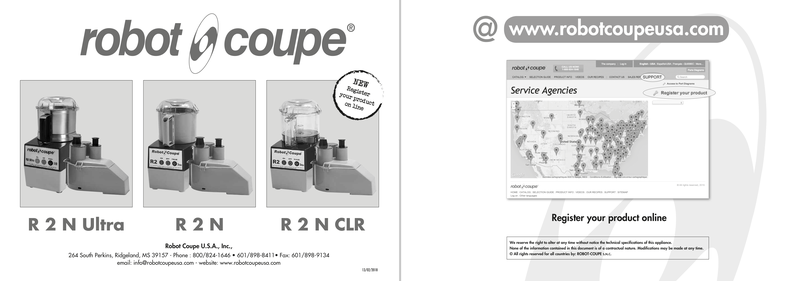 robot coupe®
NEW
Register
your product
on line
R 2 N Ultra
R 2 N
R 2 N CLR
Robot Coupe U.S.A., Inc.,
264 South Perkins, Ridgeland, MS 39157 - Phone : 800/824-1646 • 601/898-8411• Fax: 601/898-9134
email: info@robotcoupeusa.com - website: www.robotcoupeusa.com
@ www.robotcoupeusa.com
robot coupe
SUPPORT
Register your product
Service Agencies
robot coupe
Register your product online
We reserve the right to alter at any time without notice the technical specifications of this appliance.
None of the information contained in this document is of a contractual nature. Modifications may be made at any time.
© All rights reserved for all countries by: ROBOT-COUPE s.n.c.